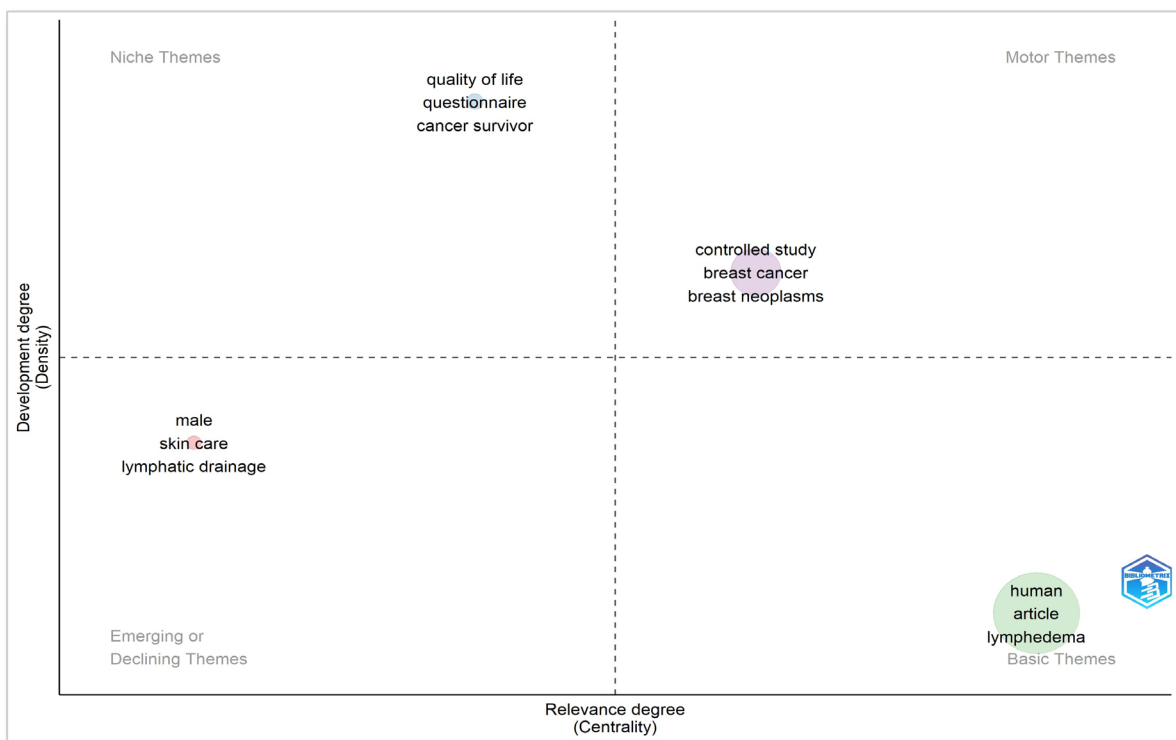 Niche Themes
Motor Themes
quality of life
questionnaire
cancer survivor
controlled study
breast cancer
breast neoplasms
Development degree
(Density)
male
skin care
lymphatic drainage
BIBLIOMETRIX
human
article
lymphedema
Emerging or
Declining Themes
Basic Themes
Relevance degree
(Centrality)